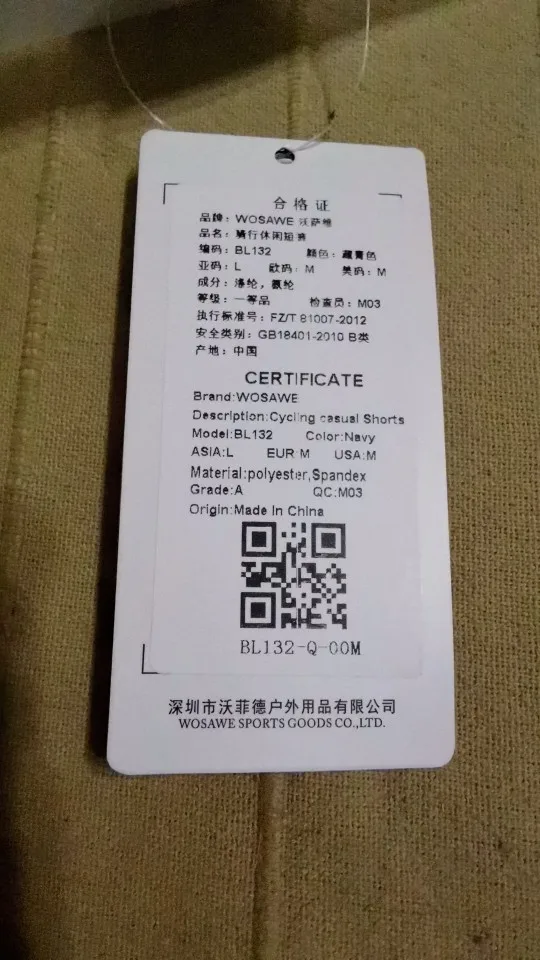 合格证
品牌: WOSAWE 沃萨维
品名: 骑行休闲短裤
编码: BL132 颜色: 藏青色
亚码: L 欧码: M 美码: M
成分: 涤纶, 氨纶
等级: 一等品 检查员: M03
执行标准号: FZ/T 81007-2012
安全类别: GB18401-2010 B类
产地: 中国
CERTIFICATE
Brand:WOSAWE
Description:Cycling casual Shorts
Model:BL132 Color:Navy
ASIA:L EUR:M USA:M
Material:polyester,Spandex
Grade:A QC:M03
Origin:Made In China
BL132-Q-00M
深圳市沃菲德户外用品有限公司
WOSAWE SPORTS GOODS CO.,LTD.